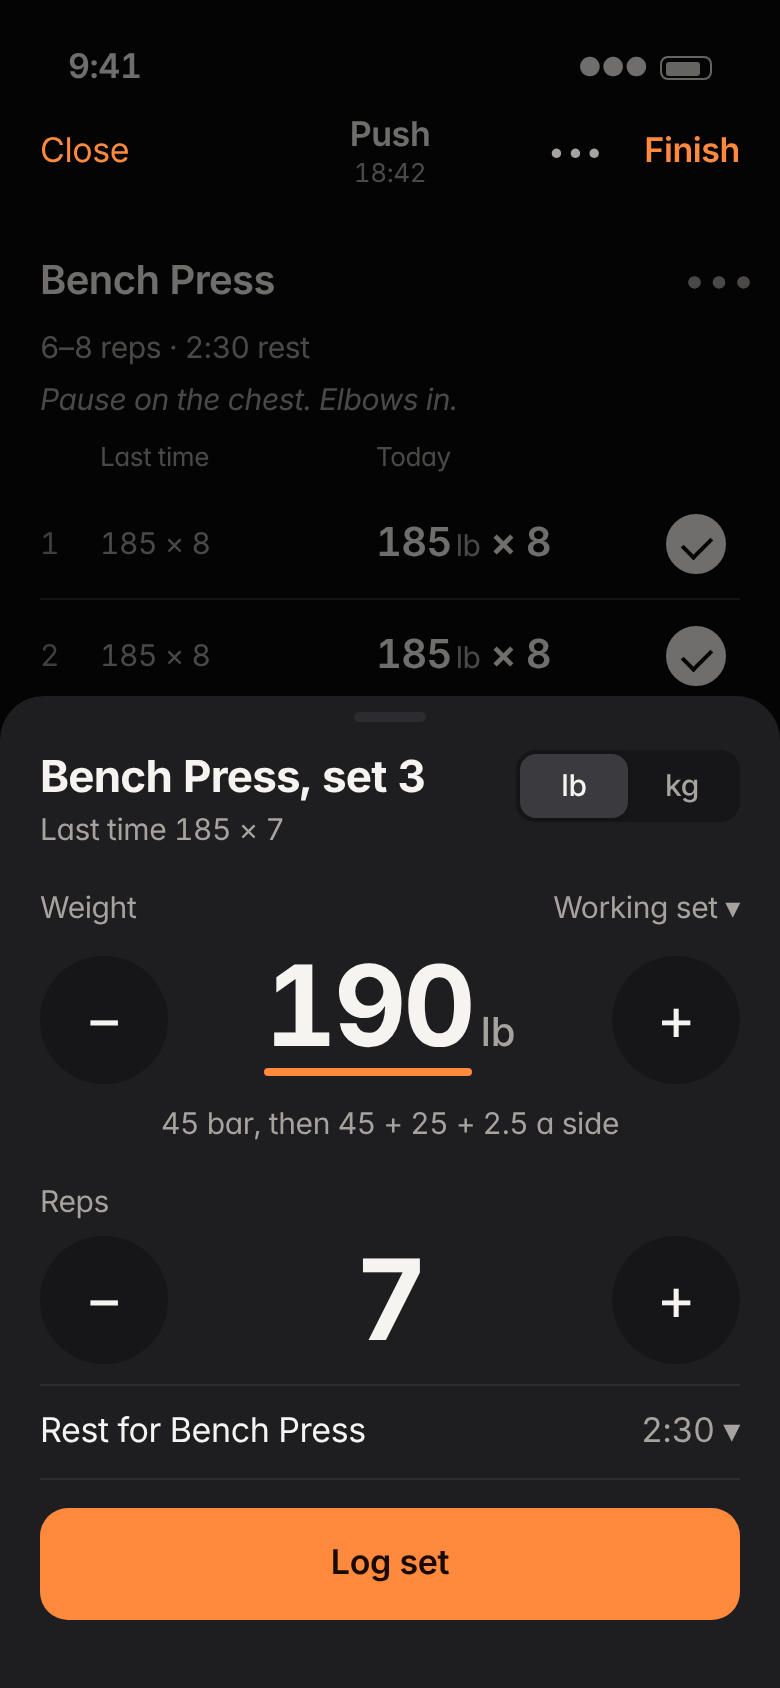 9:41
Close Push ••• Finish
18:42
Bench Press •••
6–8 reps · 2:30 rest
Pause on the chest. Elbows in.
Last time Today
1 185 × 8 185 lb × 8
2 185 × 8 185 lb × 8
Bench Press, set 3 lb kg
Last time 185 × 7
Weight Working set ▾
− 190 lb +
45 bar, then 45 + 25 + 2.5 a side
Reps
− 7 +
Rest for Bench Press 2:30 ▾
Log set